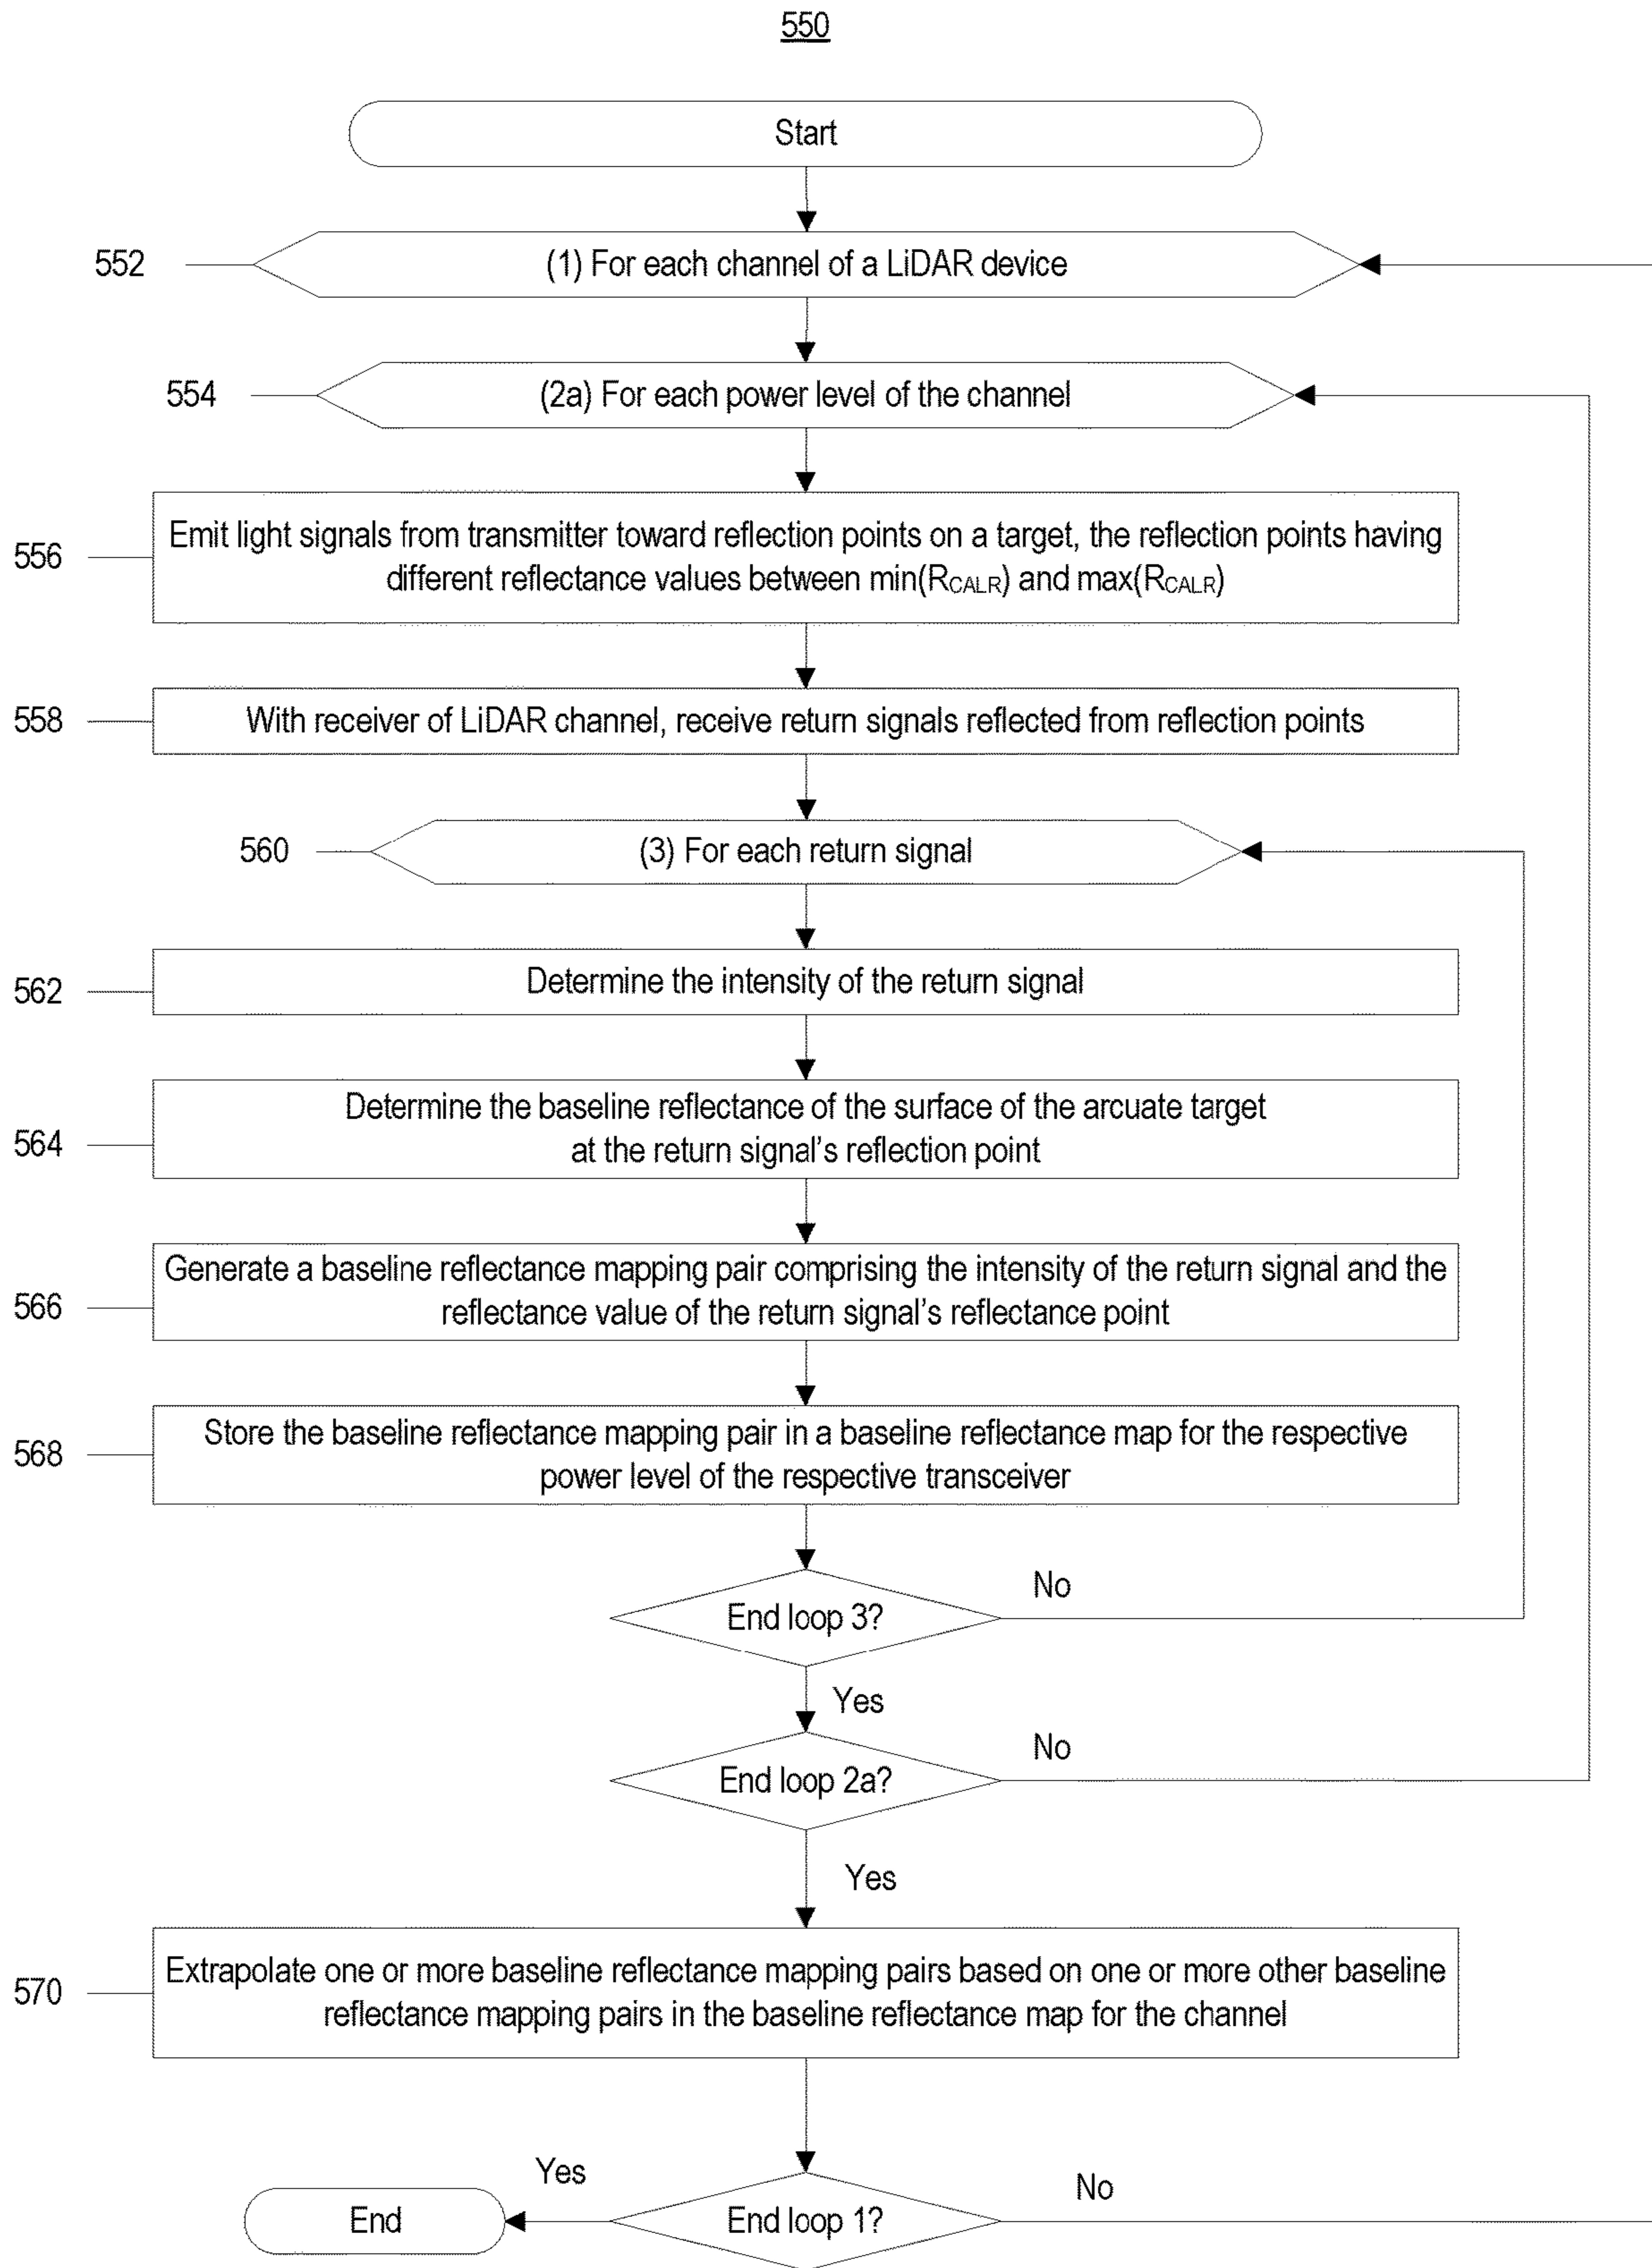 550
Start
552
(1) For each channel of a LiDAR device
554
(2a) For each power level of the channel
556
Emit light signals from transmitter toward reflection points on a target, the reflection points having
different reflectance values between min(RCALR) and max(RCALR)
558
With receiver of LiDAR channel, receive return signals reflected from reflection points
560
(3) For each return signal
562
Determine the intensity of the return signal
564
Determine the baseline reflectance of the surface of the arcuate target
at the return signal's reflection point
566
Generate a baseline reflectance mapping pair comprising the intensity of the return signal and the
reflectance value of the return signal's reflectance point
568
Store the baseline reflectance mapping pair in a baseline reflectance map for the respective
power level of the respective transceiver
End loop 3?
No
Yes
End loop 2a?
No
Yes
570
Extrapolate one or more baseline reflectance mapping pairs based on one or more other baseline
reflectance mapping pairs in the baseline reflectance map for the channel
End
Yes
End loop 1?
No